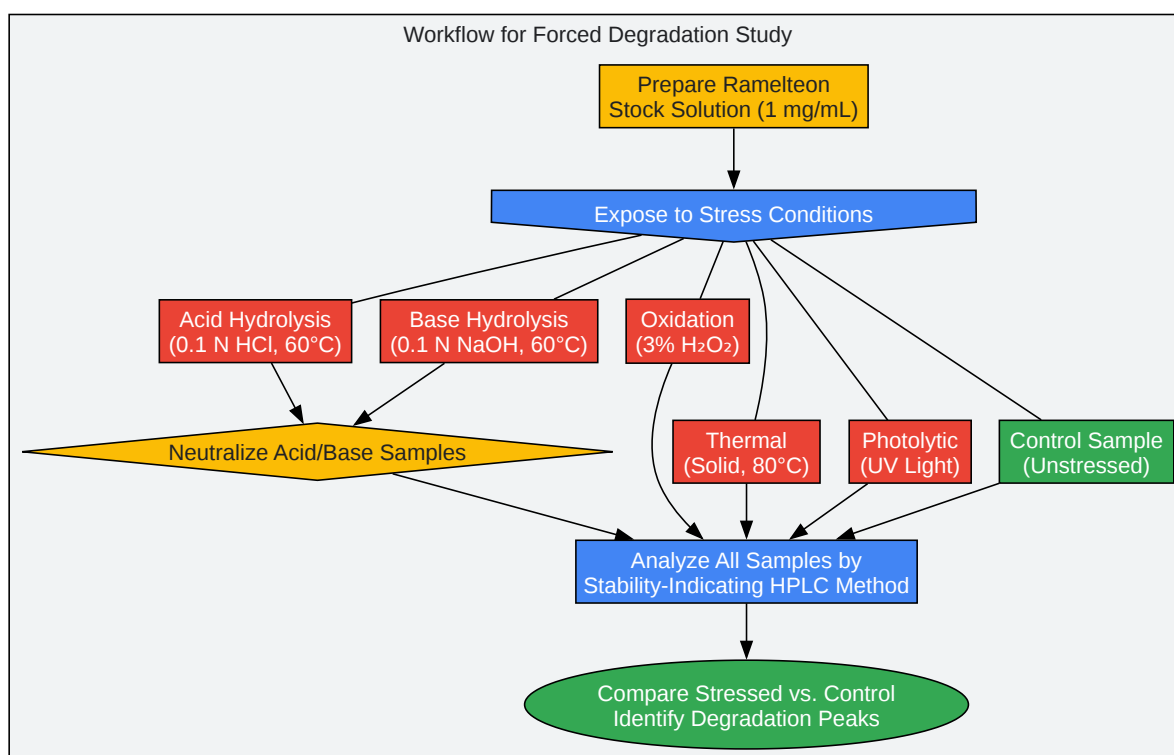 Workflow for Forced Degradation Study
Prepare Ramelteon
Stock Solution (1 mg/mL)
Expose to Stress Conditions
Acid Hydrolysis
(0.1 N HCl, 60°C)
Base Hydrolysis
(0.1 N NaOH, 60°C)
Oxidation
(3% H₂O₂)
Neutralize Acid/Base Samples
Thermal
(Solid, 80°C)
Photolytic
(UV Light)
Control Sample
(Unstressed)
Analyze All Samples by
Stability-Indicating HPLC Method
Compare Stressed vs. Control
Identify Degradation Peaks